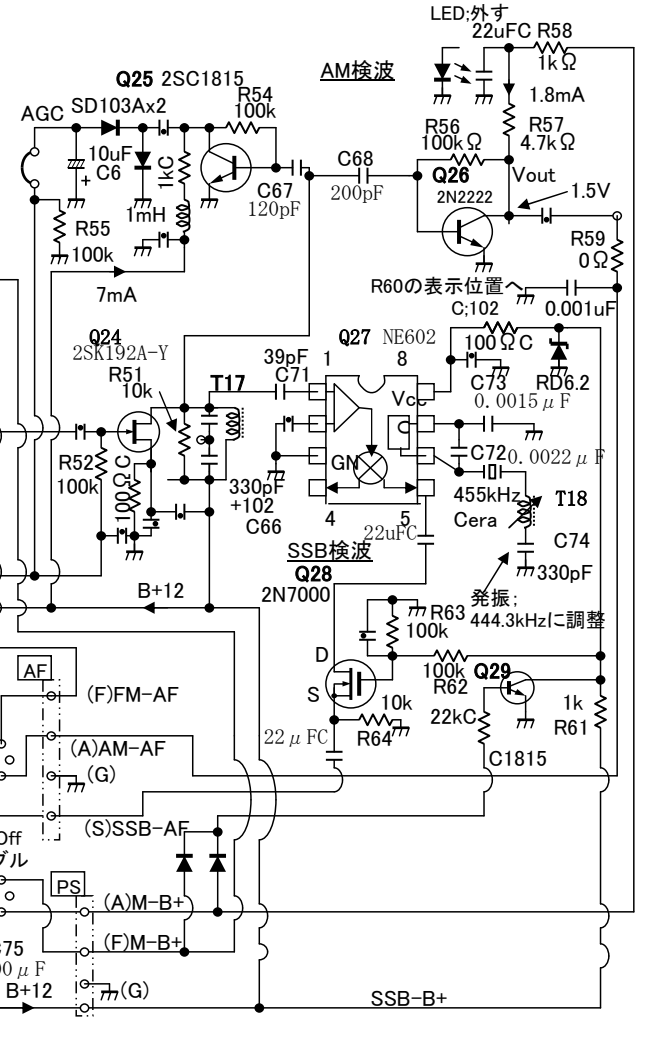 LED;外す
22uFC R58
1kΩ
AM検波
Q25 2SC1815
1.8mA
AGC
SD103Ax2
R54
100k
R56
100kΩ
R57
4.7kΩ
10uF
C6
+
1kC
C67
120pF
C68
200pF
Q26
2N2222
Vout
1.5V
1mH
R55
100k
7mA
R59
0Ω
R60の表示位置へ
0.001uF
C;102
100ΩC
Q24
2SK192A-Y
R51
10k
T17
39pF
C71
Q27 NE602
1
8
Vcc
GN
4
5
C73
0.0015μF
RD6.2
C72
0.0022μF
R52
100k
100ΩC
330pF
+102
C66
455kHz
Cera
T18
C74
330pF
22uFC
SSB検波
Q28
2N7000
発振;
444.3kHzに調整
B+12
R63
100k
D
S
100k
R62
Q29
10k
R64
22μFC
22kC
1k
R61
C1815
AF
(F)FM-AF
(A)AM-AF
(G)
(S)SSB-AF
Off
ブル
PS
(A)M-B+
(F)M-B+
75
0μF
B+12
(G)
SSB-B+